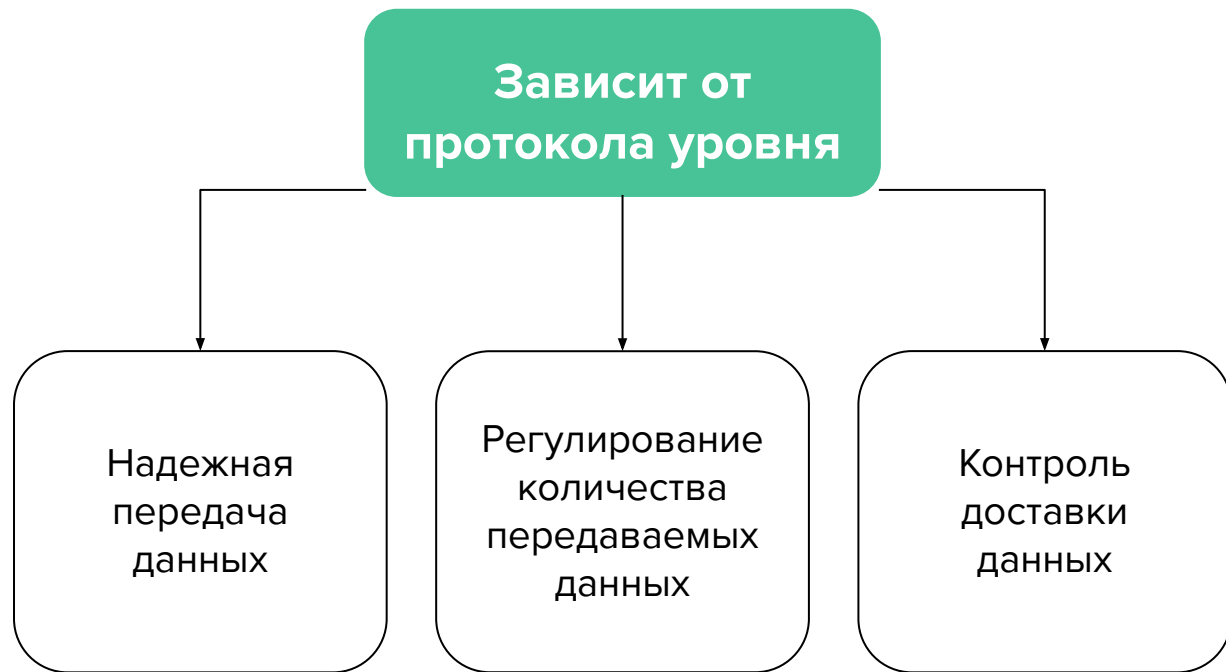 Зависит от
протокола уровня
Надежная
передача
данных
Регулирование
количества
передаваемых
данных
Контроль
доставки
данных